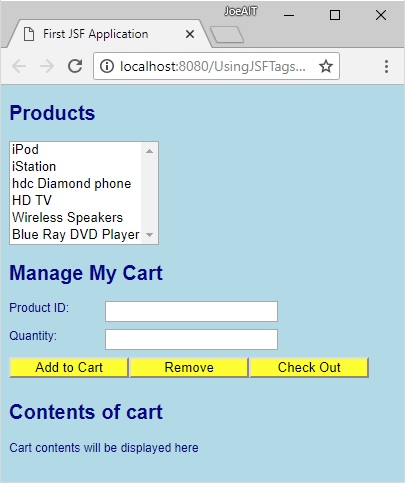 JoeAIT
First JSF Application
localhost:8080/UsingJSFTags...
Products
iPod
iStation
hdc Diamond phone
HD TV
Wireless Speakers
Blue Ray DVD Player
Manage My Cart
Product ID:
Quantity:
Add to Cart Remove Check Out
Contents of cart
Cart contents will be displayed here